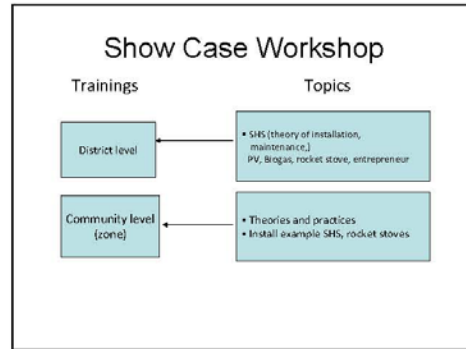 Show Case Workshop
Trainings
Topics
District level
• SHS (theory of installation,
maintenance,)
PV, Biogas, rocket stove, entrepreneur
Community level
(zone)
• Theories and practices
• Install example SHS, rocket stoves